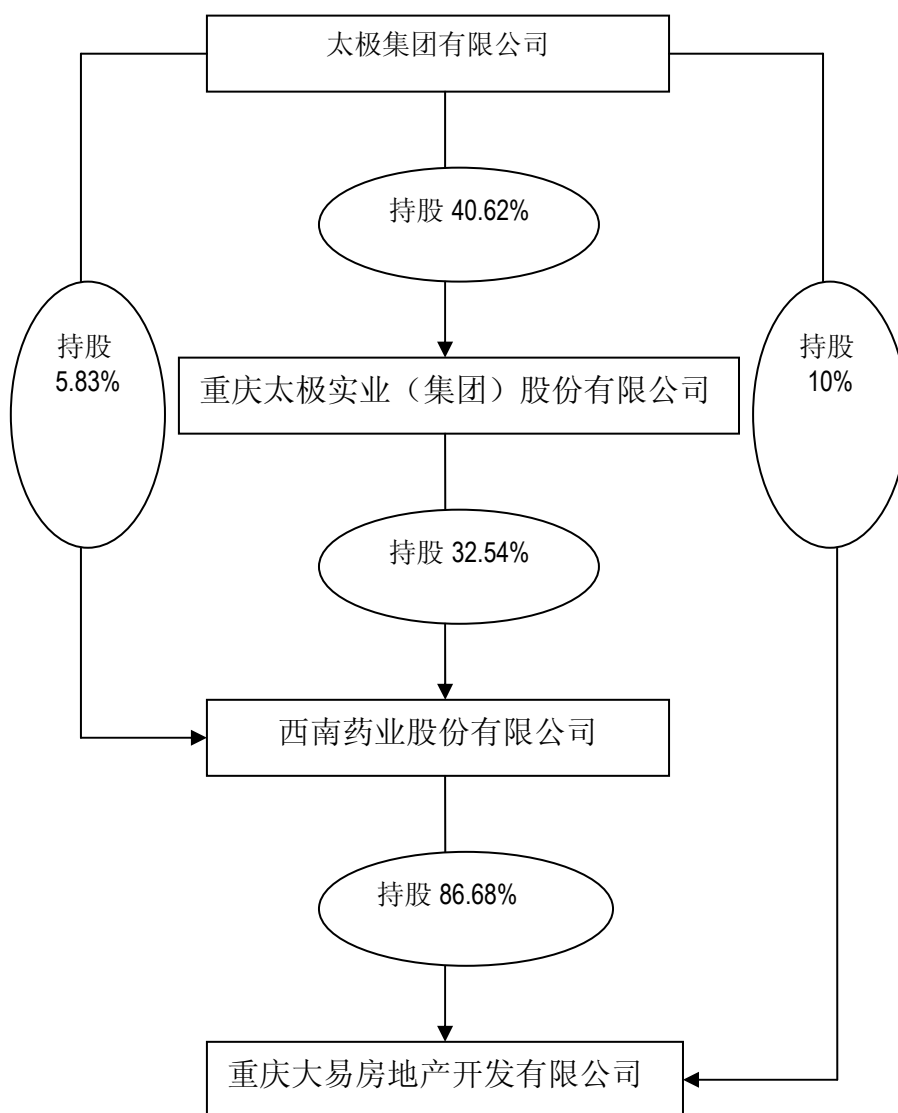 太极集团有限公司
持股 40.62%
持股
5.83%
持股
10%
重庆太极实业（集团）股份有限公司
持股 32.54%
西南药业股份有限公司
持股 86.68%
重庆大易房地产开发有限公司